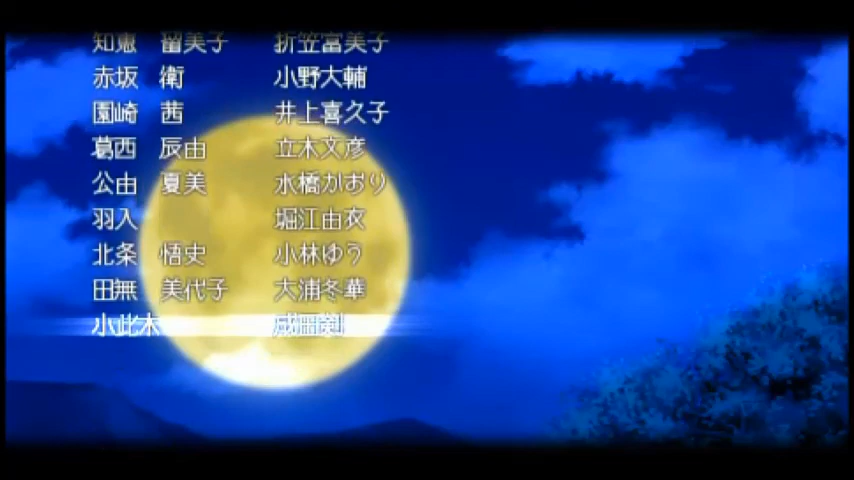 知恵 留美子 折笠富美子
赤坂 衛 小野大輔
園崎 茜 井上喜久子
葛西 辰由 立木文彦
公由 夏美 水橋かおり
羽入 堀江由衣
北条 悟史 小林ゆう
田無 美代子 大浦冬華
小此木 成田剣